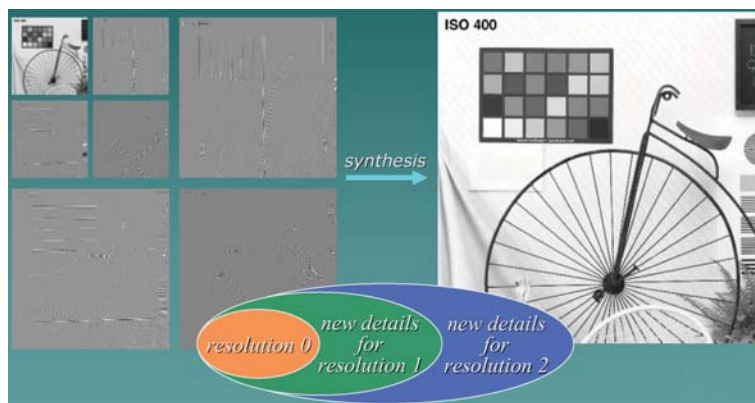 ISO 400
synthesis
resolution 0
new details
for
resolution 1
new details
for
resolution 2